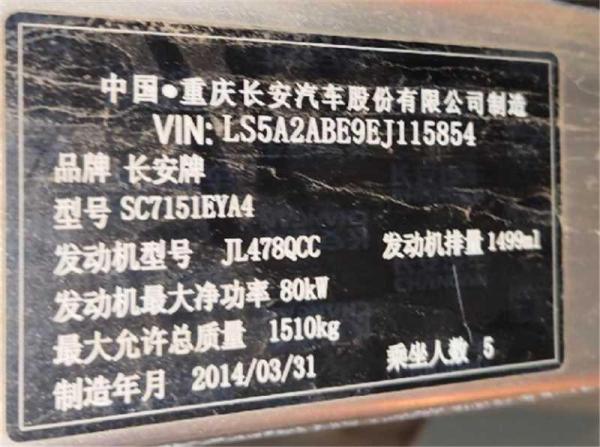 中国●重庆长安汽车股份有限公司制造
VIN: LS5A2ABE9EJ115854
品牌 长安牌
型号 SC7151EYA4
发动机型号 JL478QCC 发动机排量 1499ml
发动机最大净功率 80kW
最大允许总质量 1510kg
制造年月 2014/03/31 乘坐人数 5